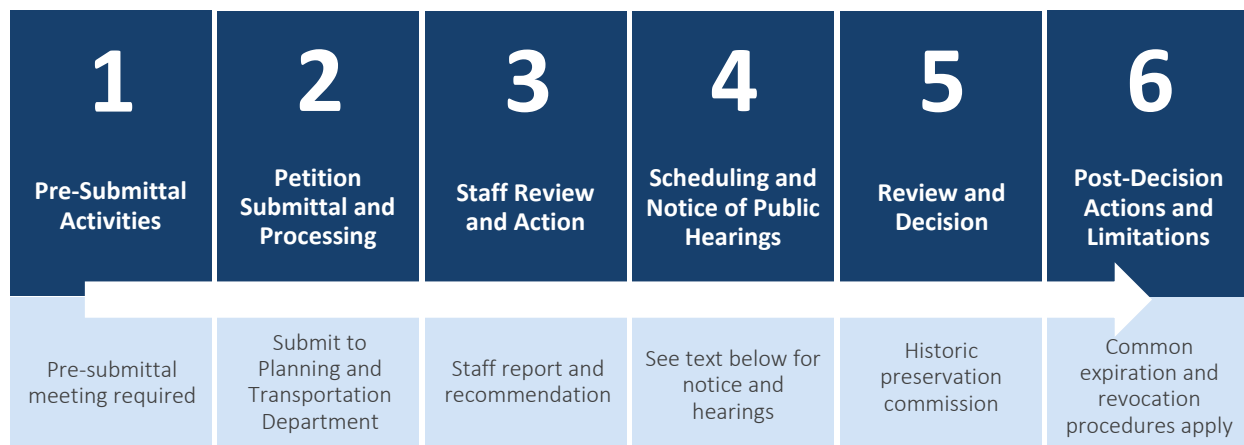 1
Pre-Submittal
Activities
Pre-submittal
meeting required
2
Petition
Submittal and
Processing
Submit to
Planning and
Transportation
Department
3
Staff Review
and Action
Staff report and
recommendation
4
Scheduling and
Notice of Public
Hearings
See text below for
notice and
hearings
5
Review and
Decision
Historic
preservation
commission
6
Post-Decision
Actions and
Limitations
Common
expiration and
revocation
procedures apply